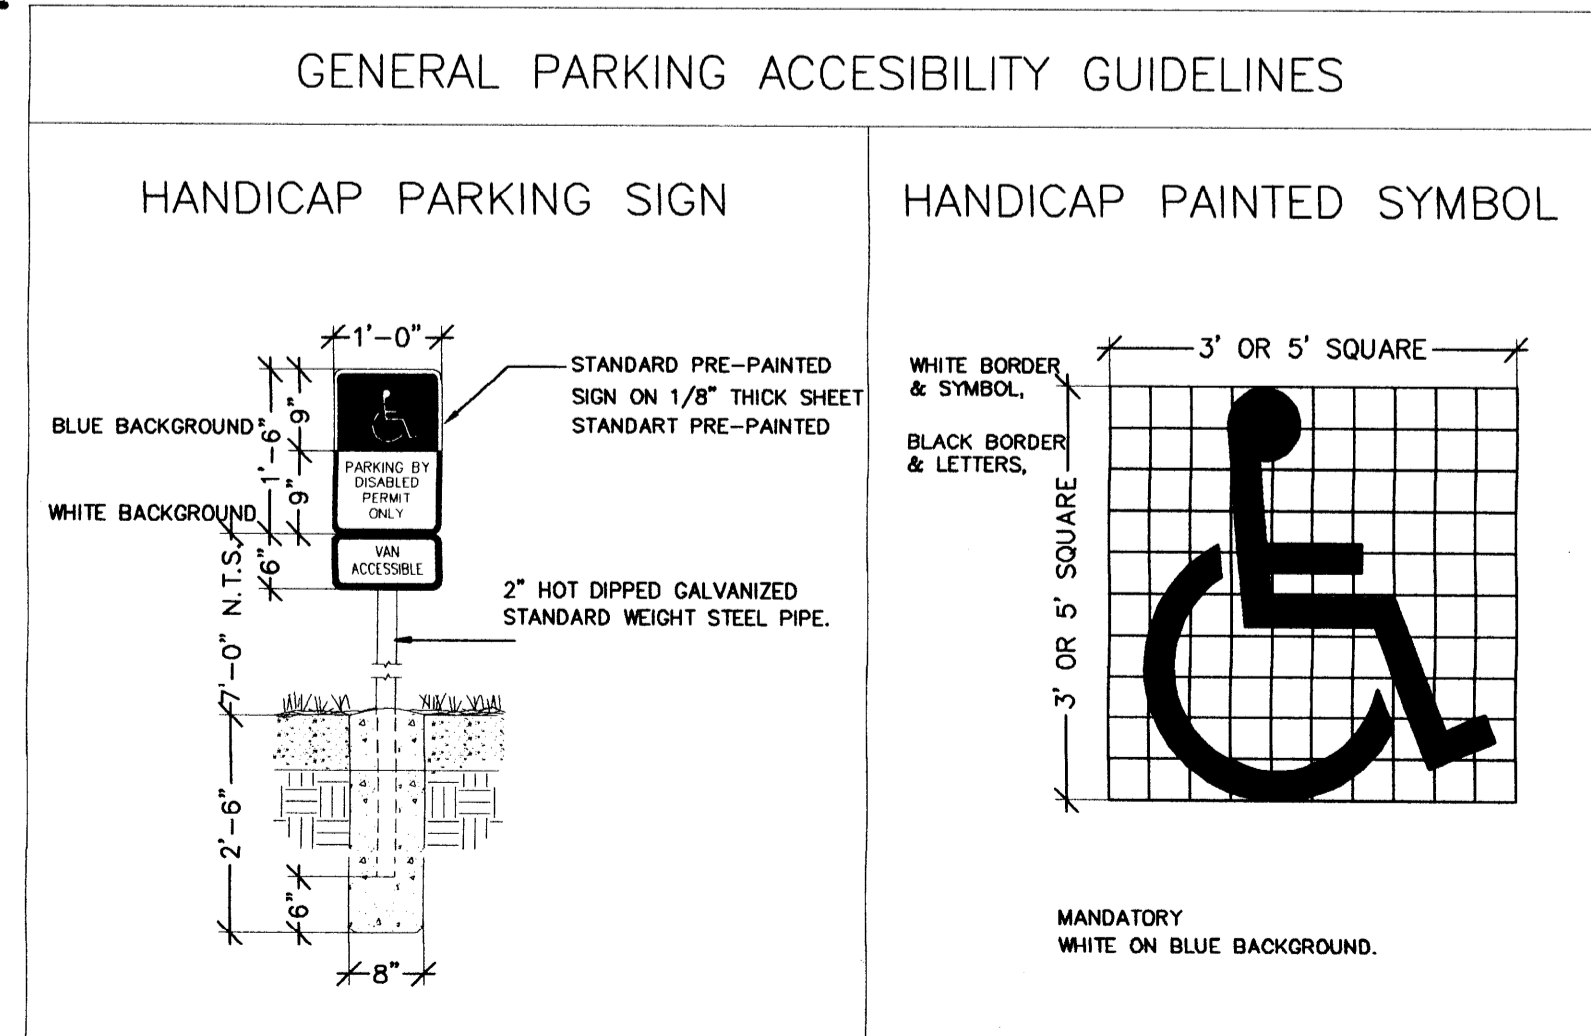 GENERAL PARKING ACCESIBILITY GUIDELINES
HANDICAP PARKING SIGN
1'-0"
STANDARD PRE-PAINTED
SIGN ON 1/8" THICK SHEET
STANDART PRE-PAINTED
BLUE BACKGROUND
1'-6"
9"
9"
PARKING BY
DISABLED
PERMIT
ONLY
WHITE BACKGROUND
VAN
ACCESSIBLE
6"
7'-0" N.T.S.
2" HOT DIPPED GALVANIZED
STANDARD WEIGHT STEEL PIPE.
2'-6"
6"
8"
HANDICAP PAINTED SYMBOL
3' OR 5' SQUARE
WHITE BORDER
& SYMBOL,
BLACK BORDER
& LETTERS,
3' OR 5' SQUARE
MANDATORY
WHITE ON BLUE BACKGROUND.